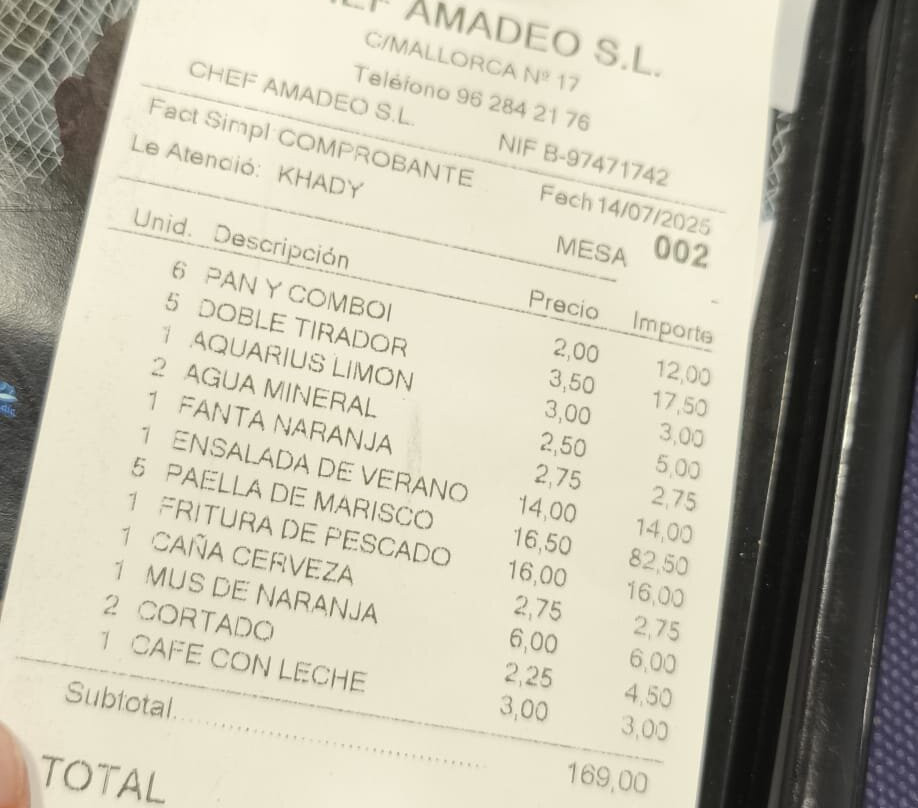 CHEF AMADEO S.L.
C/MALLORCA Nº 17
Teléfono 96 284 21 76
CHEF AMADEO S.L. NIF B-97471742
Fact Simpl COMPROBANTE Fech 14/07/2025
Le Atenció: KHADY MESA 002
Unid. Descripción Precio Importe
6 PAN Y COMBOI 2,00 12,00
5 DOBLE TIRADOR 3,50 17,50
1 AQUARIUS LIMON 3,00 3,00
2 AGUA MINERAL 2,50 5,00
1 FANTA NARANJA 2,75 2,75
1 ENSALADA DE VERANO 14,00 14,00
5 PAELLA DE MARISCO 16,50 82,50
1 FRITURA DE PESCADO 16,00 16,00
1 CAÑA CERVEZA 2,75 2,75
1 MUS DE NARANJA 6,00 6,00
2 CORTADO 2,25 4,50
1 CAFE CON LECHE 3,00 3,00
Subtotal 169,00
TOTAL